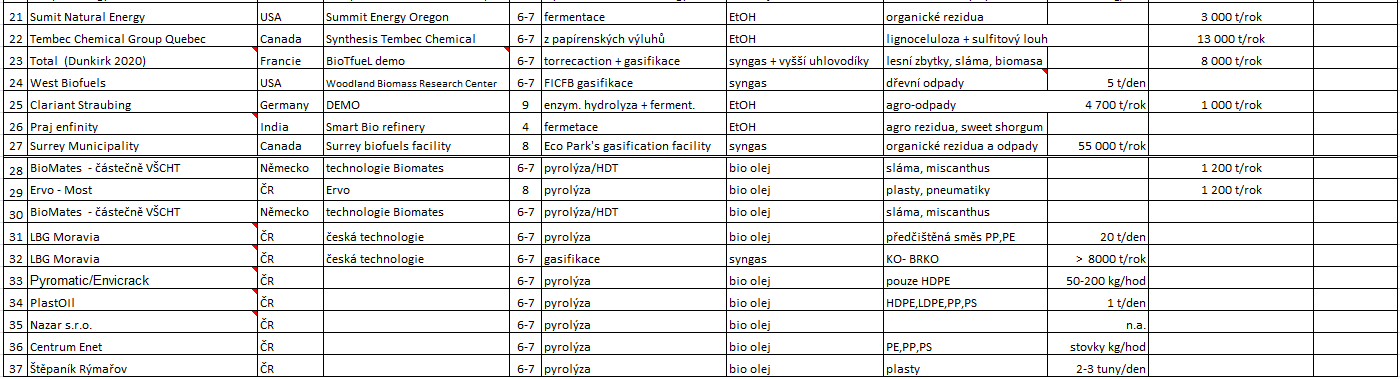 21 Sumit Natural Energy USA Summit Energy Oregon 6-7 fermentace EtOH organické rezidua 3 000 t/rok
22 Tembec Chemical Group Quebec Canada Synthesis Tembec Chemical 6-7 z papírenských výluhů EtOH lignoceluloza + sulfitový louh 13 000 t/rok
23 Total (Dunkirk 2020) Francie BioTfueL demo 6-7 torrecaction + gasifikace syngas + vyšší uhlovodíky lesní zbytky, sláma, biomasa 8 000 t/rok
24 West Biofuels USA Woodland Biomass Research Center 6-7 FICFB gasifikace syngas dřevní odpady 5 t/den
25 Clariant Straubing Germany DEMO 9 enzym. hydrolyza + ferment. EtOH agro-odpady 4 700 t/rok 1 000 t/rok
26 Praj enfinity India Smart Bio refinery 4 fermetace EtOH agro rezidua, sweet shorgum
27 Surrey Municipality Canada Surrey biofuels facility 8 Eco Park's gasification facility syngas organické rezidua a odpady 55 000 t/rok
28 BioMates - částečně VŠCHT Německo technologie Biomates 6-7 pyrolýza/HDT bio olej sláma, miscanthus 1 200 t/rok
29 Ervo - Most ČR Ervo 8 pyrolýza bio olej plasty, pneumatiky 1 200 t/rok
30 BioMates - částečně VŠCHT Německo technologie Biomates 6-7 pyrolýza/HDT bio olej sláma, miscanthus
31 LBG Moravia ČR česká technologie 6-7 pyrolýza bio olej předčištěná směs PP,PE 20 t/den
32 LBG Moravia ČR česká technologie 6-7 gasifikace syngas KO- BRKO > 8000 t/rok
33 Pyromatic/Envicrack ČR 6-7 pyrolýza bio olej pouze HDPE 50-200 kg/hod
34 PlastOIl ČR 6-7 pyrolýza bio olej HDPE,LDPE,PP,PS 1 t/den
35 Nazar s.r.o. ČR 6-7 pyrolýza bio olej n.a.
36 Centrum Enet ČR 6-7 pyrolýza bio olej PE,PP,PS stovky kg/hod
37 Štěpaník Rýmařov ČR 6-7 pyrolýza bio olej plasty 2-3 tuny/den